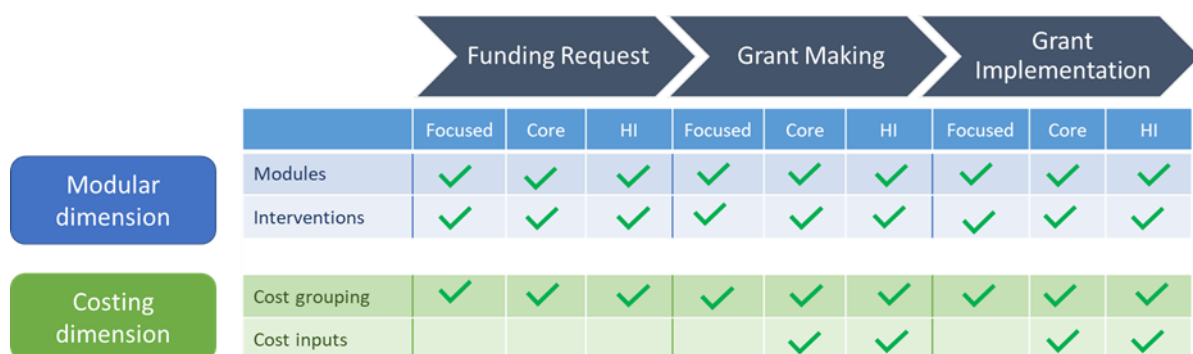 Funding Request
Grant Making
Grant
Implementation
Focused Core HI Focused Core HI Focused Core HI
Modular
dimension
Modules
Interventions
Costing
dimension
Cost grouping
Cost inputs